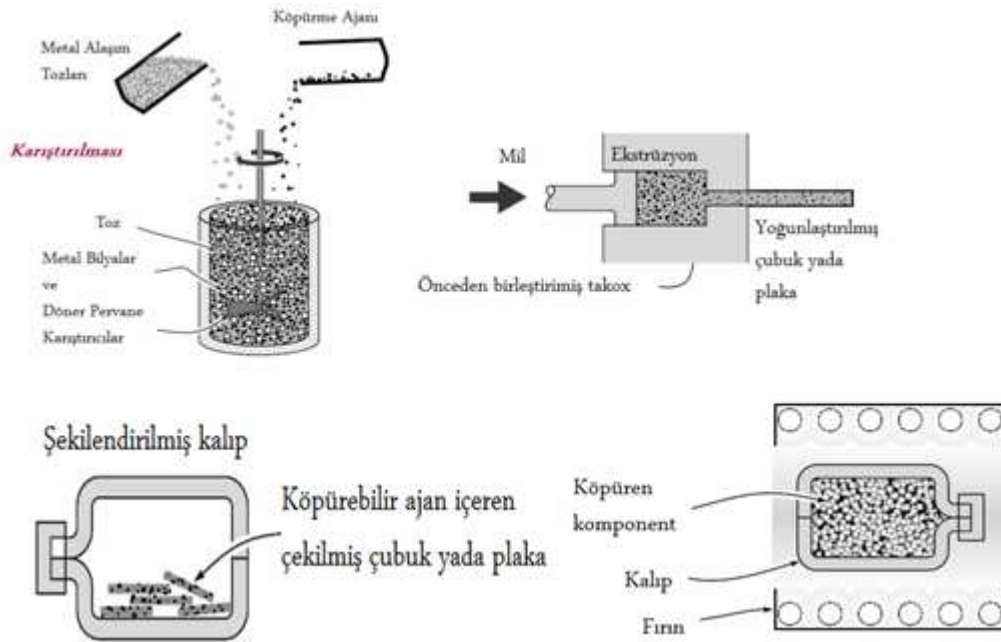 Köpürme Ajanı
Metal Alaşım
Tozları
Karıştırılması
Toz
Metal Bilyalar
ve
Döner Pervane
Karıştırıcılar
Mil
Ekstrüzyon
Yoğunlaştırılmış
çubuk yada
plaka
Önceden birleştirimiş takox
Şekilendirilmiş kalıp
Köpürebilir ajan içeren
çekilmiş çubuk yada plaka
Köpüren
komponent
Kalıp
Fırın